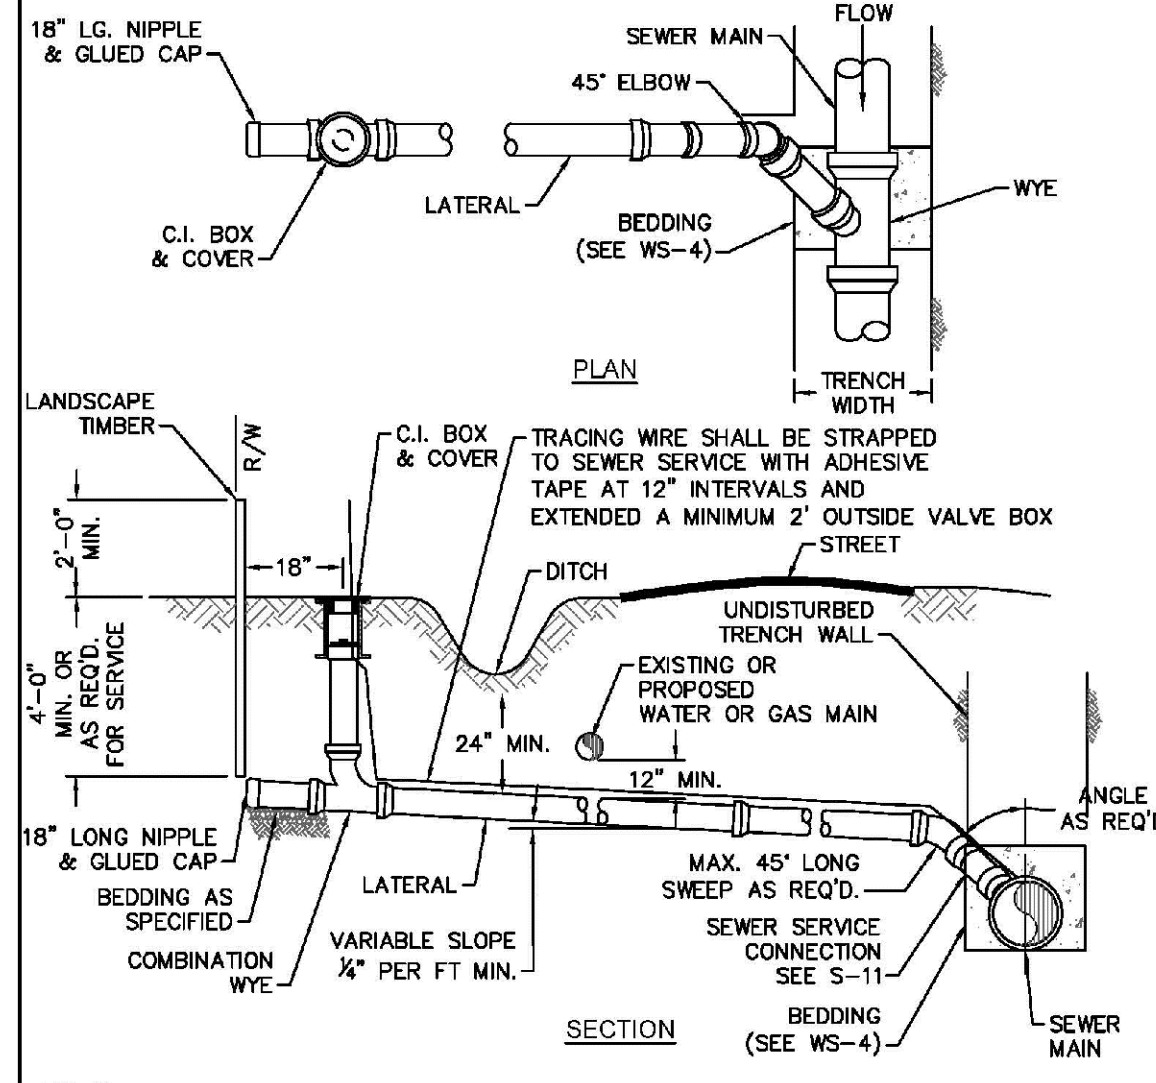 18" LG. NIPPLE
& GLUED CAP
FLOW
SEWER MAIN
45° ELBOW
LATERAL
WYE
C.I. BOX
& COVER
BEDDING
(SEE WS-4)
PLAN
TRENCH
WIDTH
LANDSCAPE
TIMBER
R/W
C.I. BOX
& COVER
TRACING WIRE SHALL BE STRAPPED
TO SEWER SERVICE WITH ADHESIVE
TAPE AT 12" INTERVALS AND
EXTENDED A MINIMUM 2' OUTSIDE VALVE BOX
2'-0"
MIN.
18"
DITCH
STREET
4'-0"
MIN. OR
AS REQ'D.
FOR SERVICE
UNDISTURBED
TRENCH WALL
EXISTING OR
PROPOSED
WATER OR GAS MAIN
24" MIN.
12" MIN.
ANGLE
AS REQ'
18" LONG NIPPLE
& GLUED CAP
BEDDING AS
SPECIFIED
LATERAL
MAX. 45° LONG
SWEEP AS REQ'D.
COMBINATION
WYE
VARIABLE SLOPE
¼" PER FT MIN.
SEWER SERVICE
CONNECTION
SEE S-11
SECTION
BEDDING
(SEE WS-4)
SEWER
MAIN